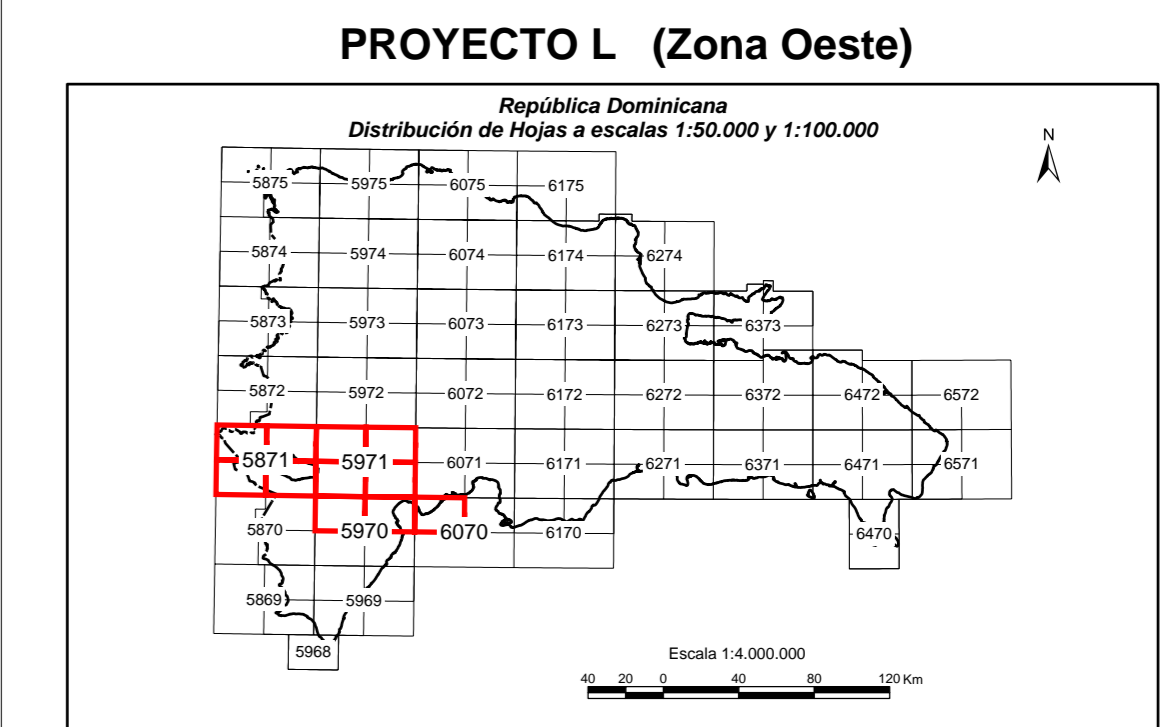 PROYECTO L (Zona Oeste)
República Dominicana
Distribución de Hojas a escalas 1:50.000 y 1:100.000
N
5875 5975 6075 6175
5874 5974 6074 6174 6274
5873 5973 6073 6173 6273 6373
5872 5972 6072 6172 6272 6372 6472 6572
5871 5971 6071 6171 6271 6371 6471 6571
5870 5970 6070 6170 6470
5869 5969
5968
Escala 1:4.000.000
40 20 0 40 80 120 Km